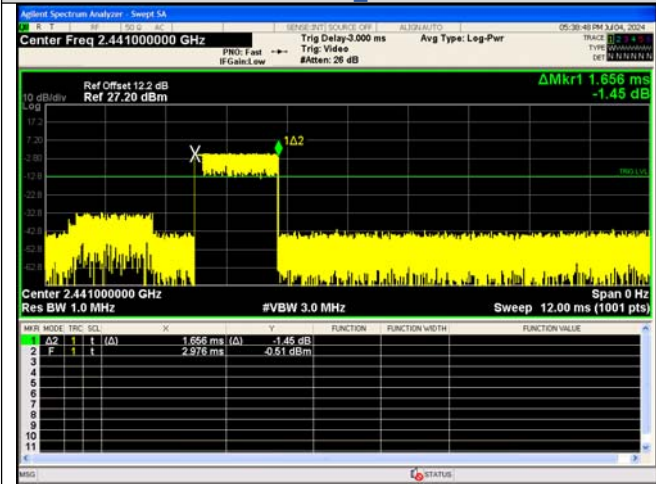 Agilent Spectrum Analyzer - Swept SA
R T RF 50 Ω AC SENSE:INT SOURCE OFF ALIGN AUTO 05:38:48 PM Jul 04, 2024
Center Freq 2.441000000 GHz
Trig Delay-3.000 ms Avg Type: Log-Pwr TRACE 1 2 3 4 5 6
PNO: Fast Trig: Video TYPE
IFGain:Low #Atten: 26 dB DET N N N N N N
ΔMkr1 1.656 ms
-1.45 dB
Ref Offset 12.2 dB
10 dB/div Ref 27.20 dBm
Log
17.2
7.20
-2.80
-12.8
-22.8
-32.8
-42.8
-52.8
-62.8
X
1Δ2
TRIG LVL
Center 2.441000000 GHz Span 0 Hz
Res BW 1.0 MHz #VBW 3.0 MHz Sweep 12.00 ms (1001 pts)
MKR MODE TRC SCL X Y FUNCTION FUNCTION WIDTH FUNCTION VALUE
1 Δ2 1 t (Δ) 1.656 ms (Δ) -1.45 dB
2 F 1 t 2.976 ms -0.51 dBm
3
4
5
6
7
8
9
10
11
MSG STATUS